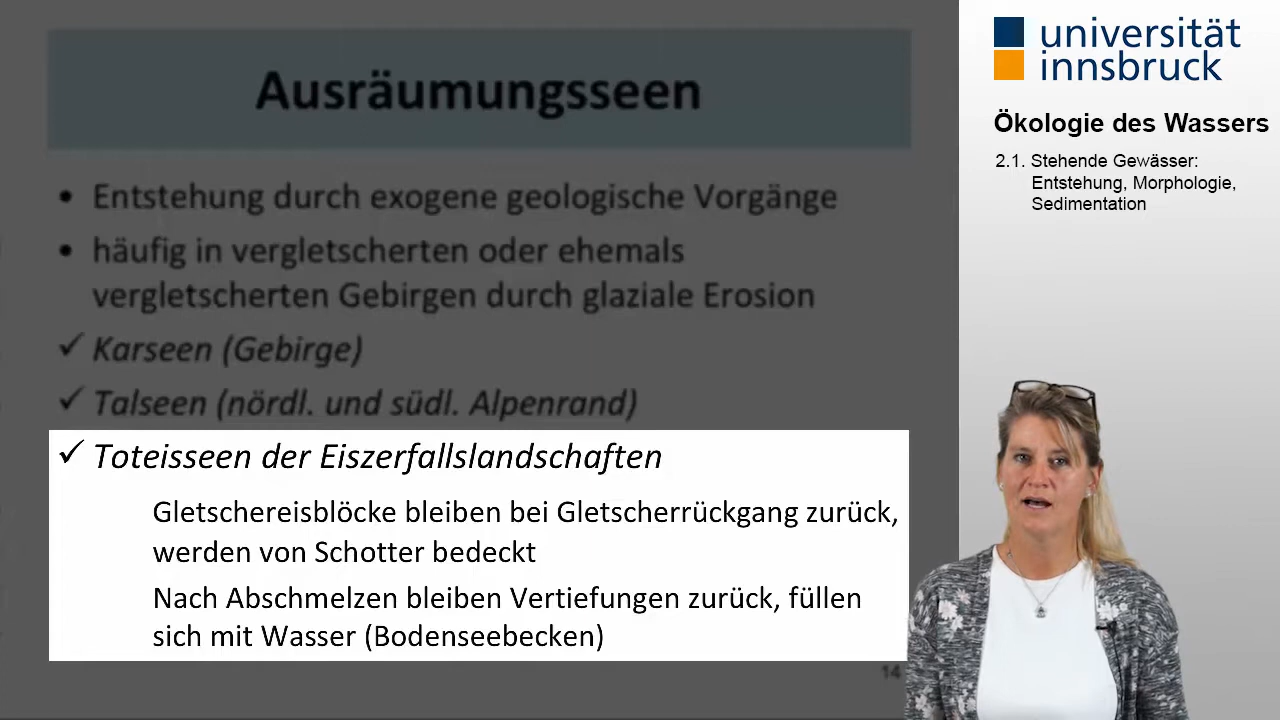 Ausräumungsseen
• Entstehung durch exogene geologische Vorgänge
• häufig in vergletscherten oder ehemals
vergletscherten Gebirgen durch glaziale Erosion
✓ Karseen (Gebirge)
✓ Talseen (nördl. und südl. Alpenrand)
✓ Toteisseen der Eiszerfallslandschaften
Gletschereisblöcke bleiben bei Gletscherrückgang zurück,
werden von Schotter bedeckt
Nach Abschmelzen bleiben Vertiefungen zurück, füllen
sich mit Wasser (Bodenseebecken)
14
universität
innsbruck
Ökologie des Wassers
2.1. Stehende Gewässer:
Entstehung, Morphologie,
Sedimentation